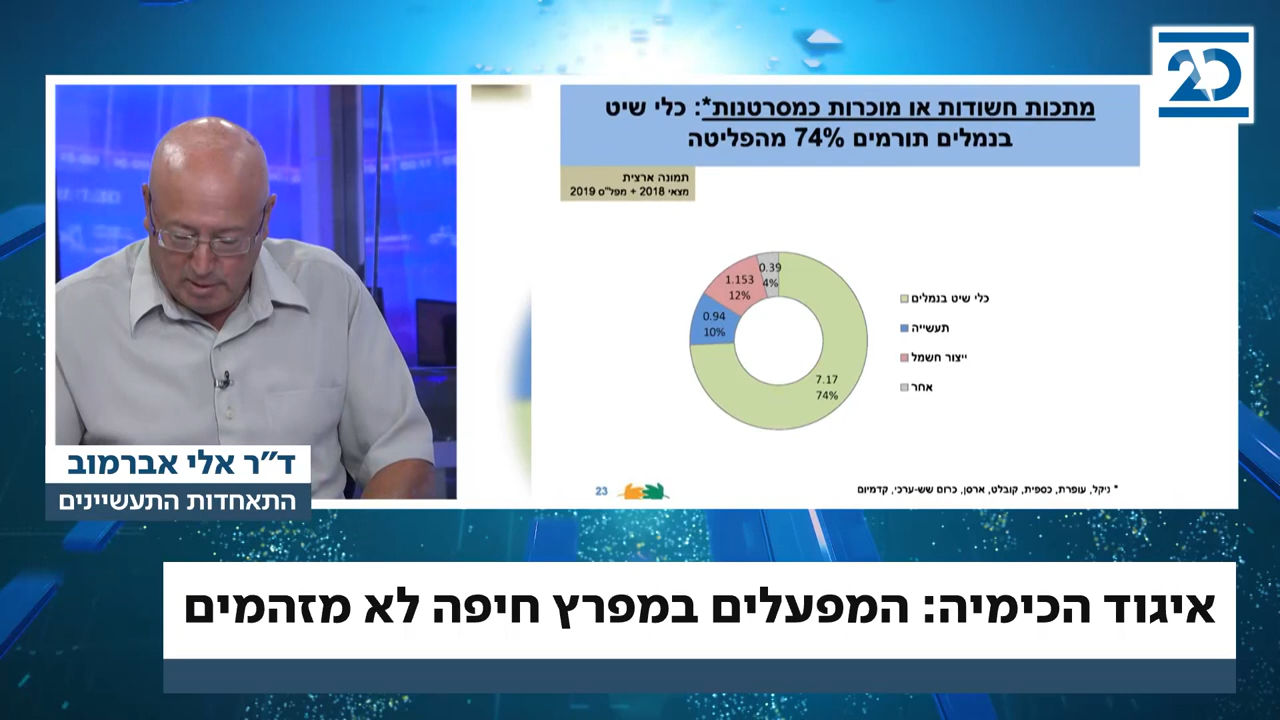 20
מתכות חשודות או מוכרות כמסרטנות*: כלי שיט
בנמלים תורמים 74% מהפליטה
תמונה ארצית
מצאי 2018 + מפל"ס 2019
0.39
4%
1.153
12%
0.94
10%
7.17
74%
כלי שיט בנמלים
תעשייה
ייצור חשמל
אחר
* ניקל, עופרת, כספית, קובלט, ארסן, כרום שש-ערכי, קדמיום
23
ד"ר אלי אברמוב
התאחדות התעשיינים
איגוד הכימיה: המפעלים במפרץ חיפה לא מזהמים